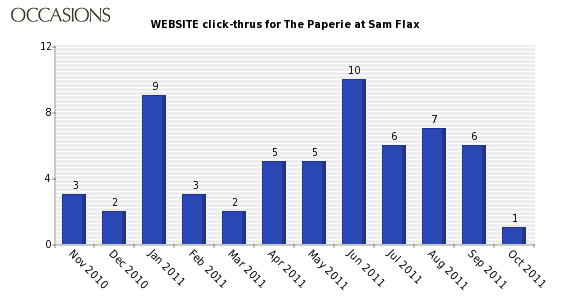 OCCASIONS
WEBSITE click-thrus for The Paperie at Sam Flax
12
8
4
0
3
2
9
3
2
5
5
10
6
7
6
1
Nov 2010
Dec 2010
Jan 2011
Feb 2011
Mar 2011
Apr 2011
May 2011
Jun 2011
Jul 2011
Aug 2011
Sep 2011
Oct 2011